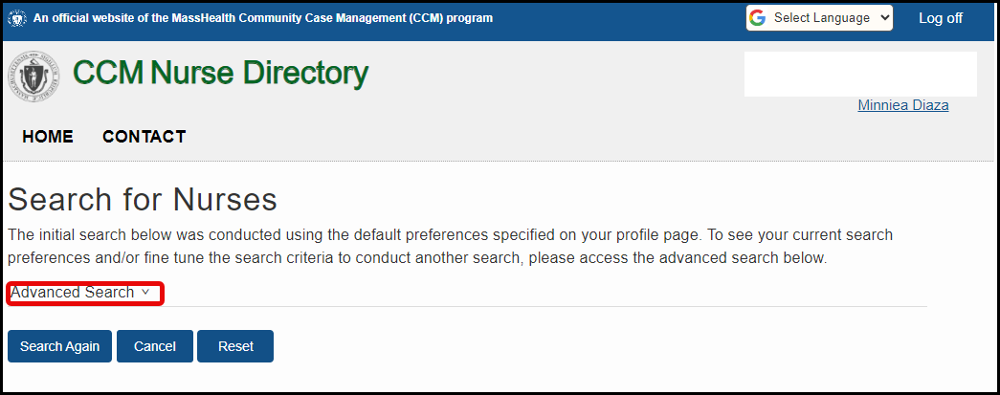 An official website of the MassHealth Community Case Management (CCM) program
Select Language
Log off
CCM Nurse Directory
Minniea Diaza
HOME CONTACT
Search for Nurses
The initial search below was conducted using the default preferences specified on your profile page. To see your current search
preferences and/or fine tune the search criteria to conduct another search, please access the advanced search below.
Advanced Search
Search Again Cancel Reset